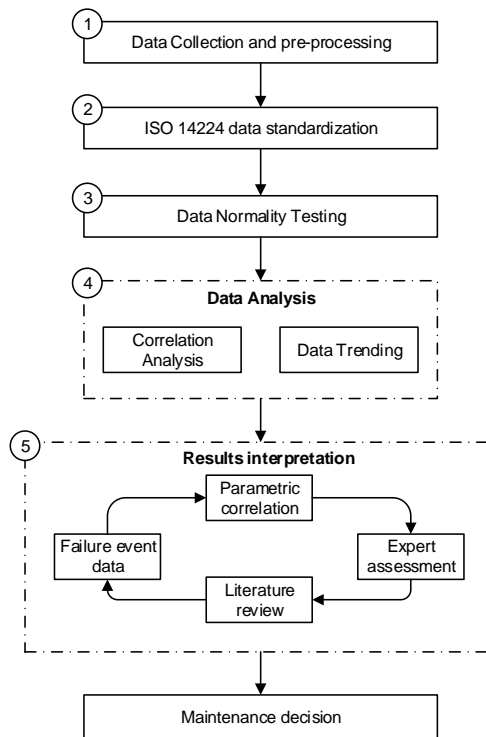 1
Data Collection and pre-processing
2
ISO 14224 data standardization
3
Data Normality Testing
4
Data Analysis
Correlation
Analysis
Data Trending
5
Results interpretation
Parametric
correlation
Failure event
data
Expert
assessment
Literature
review
Maintenance decision